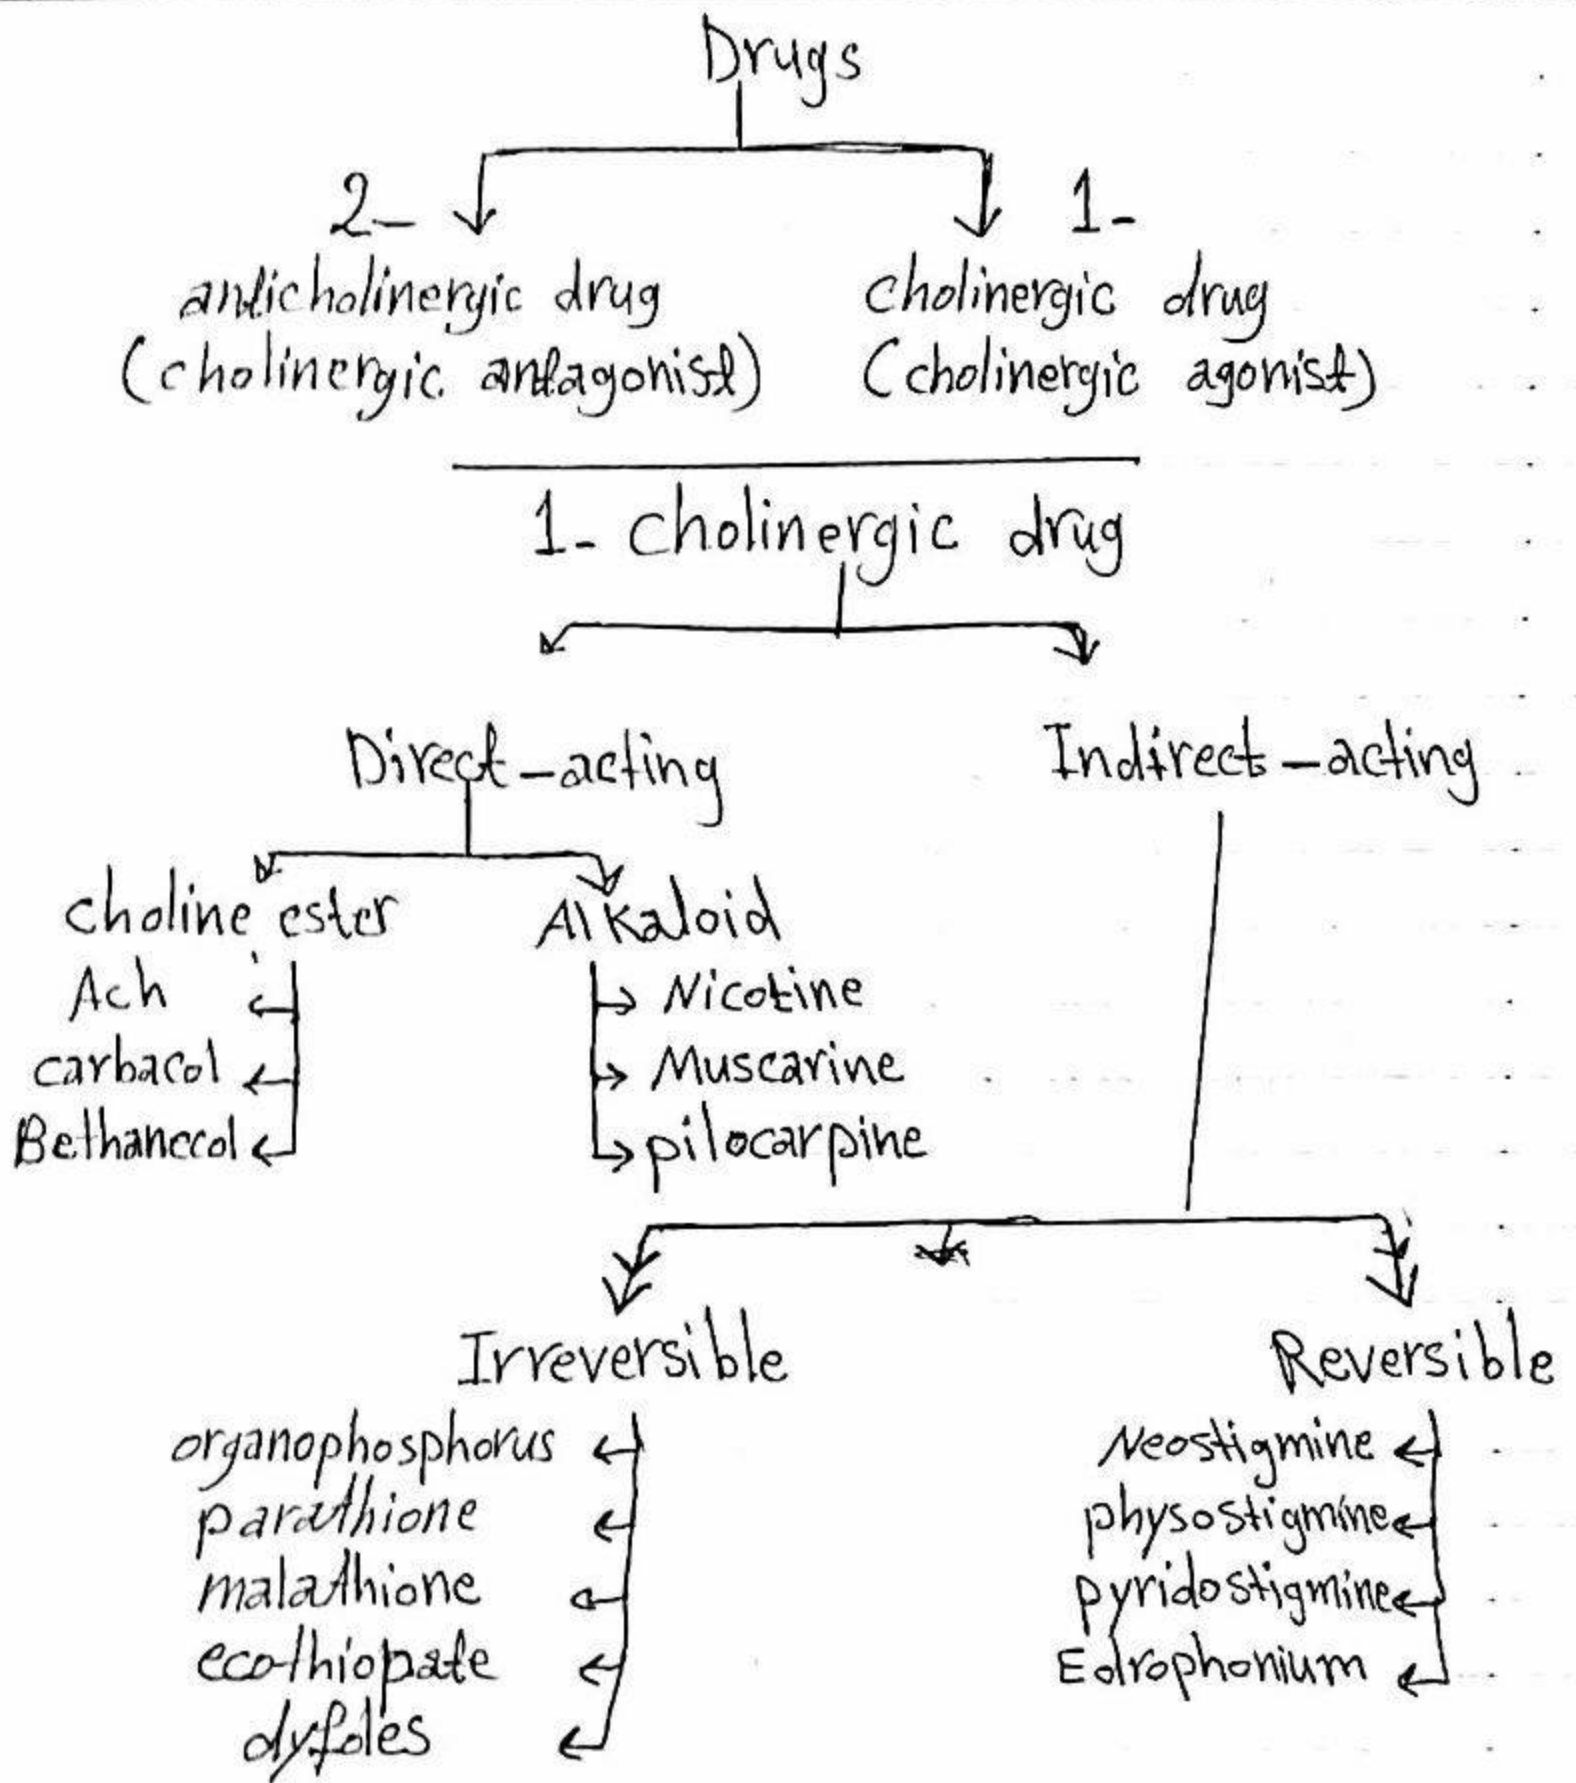 Drugs
2- 1-
anticholinergic drug cholinergic drug
(cholinergic antagonist) (cholinergic agonist)
1- cholinergic drug
Direct-acting Indirect-acting
choline ester Alkaloid
Ach Nicotine
carbacol Muscarine
Bethanecol pilocarpine
Irreversible Reversible
organophosphorus Neostigmine
parathione physostigmine
malathione pyridostigmine
ecothiopate Edrophonium
dyfoles